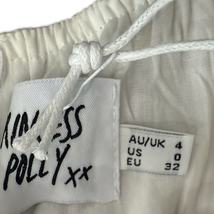 POLLY xx
AU/UK 4
US 0
EU 32